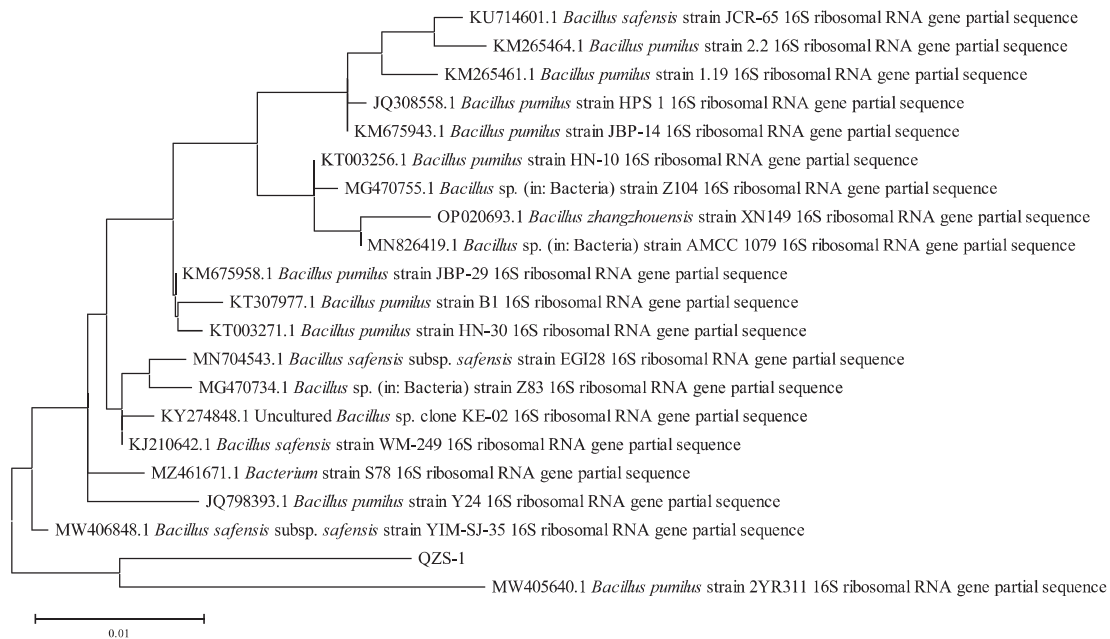 KU714601.1 Bacillus safensis strain JCR-65 16S ribosomal RNA gene partial sequence
KM265464.1 Bacillus pumilus strain 2.2 16S ribosomal RNA gene partial sequence
KM265461.1 Bacillus pumilus strain 1.19 16S ribosomal RNA gene partial sequence
JQ308558.1 Bacillus pumilus strain HPS 1 16S ribosomal RNA gene partial sequence
KM675943.1 Bacillus pumilus strain JBP-14 16S ribosomal RNA gene partial sequence
KT003256.1 Bacillus pumilus strain HN-10 16S ribosomal RNA gene partial sequence
MG470755.1 Bacillus sp. (in: Bacteria) strain Z104 16S ribosomal RNA gene partial sequence
OP020693.1 Bacillus zhangzhouensis strain XN149 16S ribosomal RNA gene partial sequence
MN826419.1 Bacillus sp. (in: Bacteria) strain AMCC 1079 16S ribosomal RNA gene partial sequence
KM675958.1 Bacillus pumilus strain JBP-29 16S ribosomal RNA gene partial sequence
KT307977.1 Bacillus pumilus strain B1 16S ribosomal RNA gene partial sequence
KT003271.1 Bacillus pumilus strain HN-30 16S ribosomal RNA gene partial sequence
MN704543.1 Bacillus safensis subsp. safensis strain EGI28 16S ribosomal RNA gene partial sequence
MG470734.1 Bacillus sp. (in: Bacteria) strain Z83 16S ribosomal RNA gene partial sequence
KY274848.1 Uncultured Bacillus sp. clone KE-02 16S ribosomal RNA gene partial sequence
KJ210642.1 Bacillus safensis strain WM-249 16S ribosomal RNA gene partial sequence
MZ461671.1 Bacterium strain S78 16S ribosomal RNA gene partial sequence
JQ798393.1 Bacillus pumilus strain Y24 16S ribosomal RNA gene partial sequence
MW406848.1 Bacillus safensis subsp. safensis strain YIM-SJ-35 16S ribosomal RNA gene partial sequence
QZS-1
MW405640.1 Bacillus pumilus strain 2YR311 16S ribosomal RNA gene partial sequence
0.01